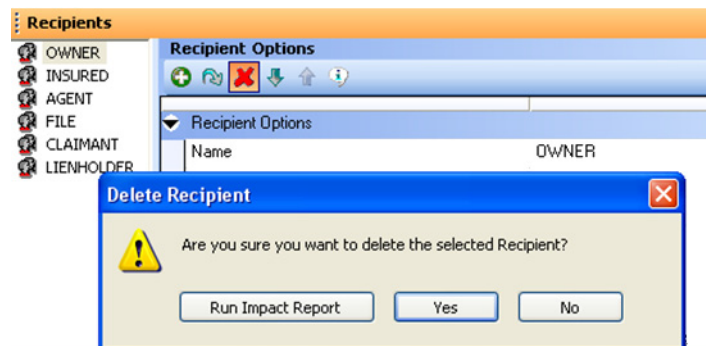 Recipients
OWNER
INSURED
AGENT
FILE
CLAIMANT
LIENHOLDER
Recipient Options
Recipient Options
Name OWNER
Delete Recipient
Are you sure you want to delete the selected Recipient?
Run Impact Report Yes No